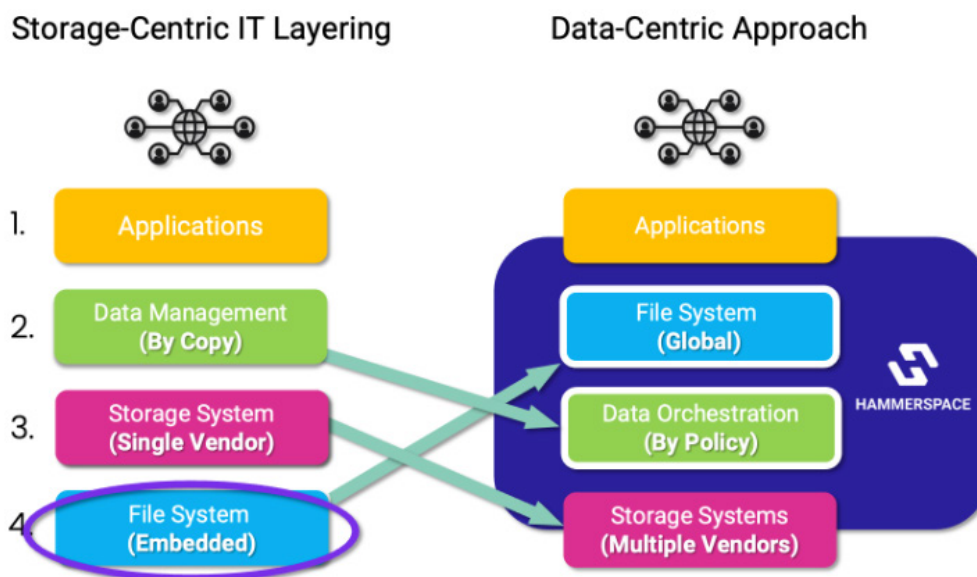 Storage-Centric IT Layering
Data-Centric Approach
1.
Applications
Applications
2.
Data Management
(By Copy)
File System
(Global)
HAMMERSPACE
3.
Storage System
(Single Vendor)
Data Orchestration
(By Policy)
4.
File System
(Embedded)
Storage Systems
(Multiple Vendors)